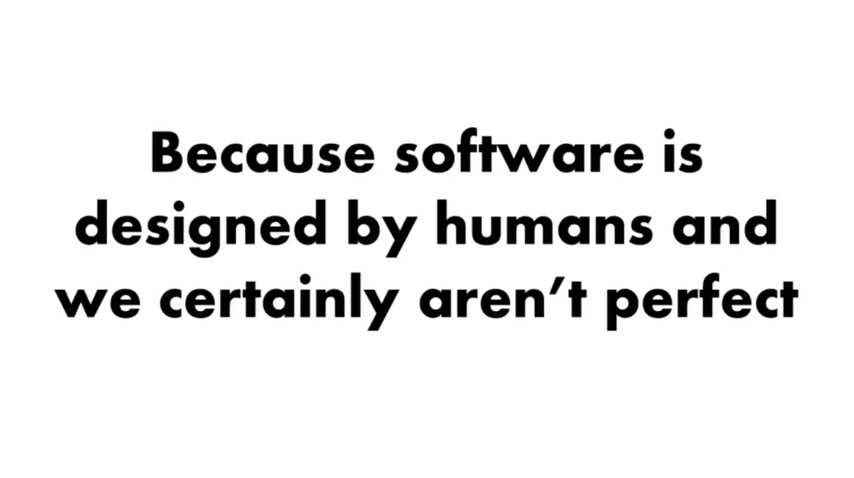 Because software is
designed by humans and
we certainly aren’t perfect